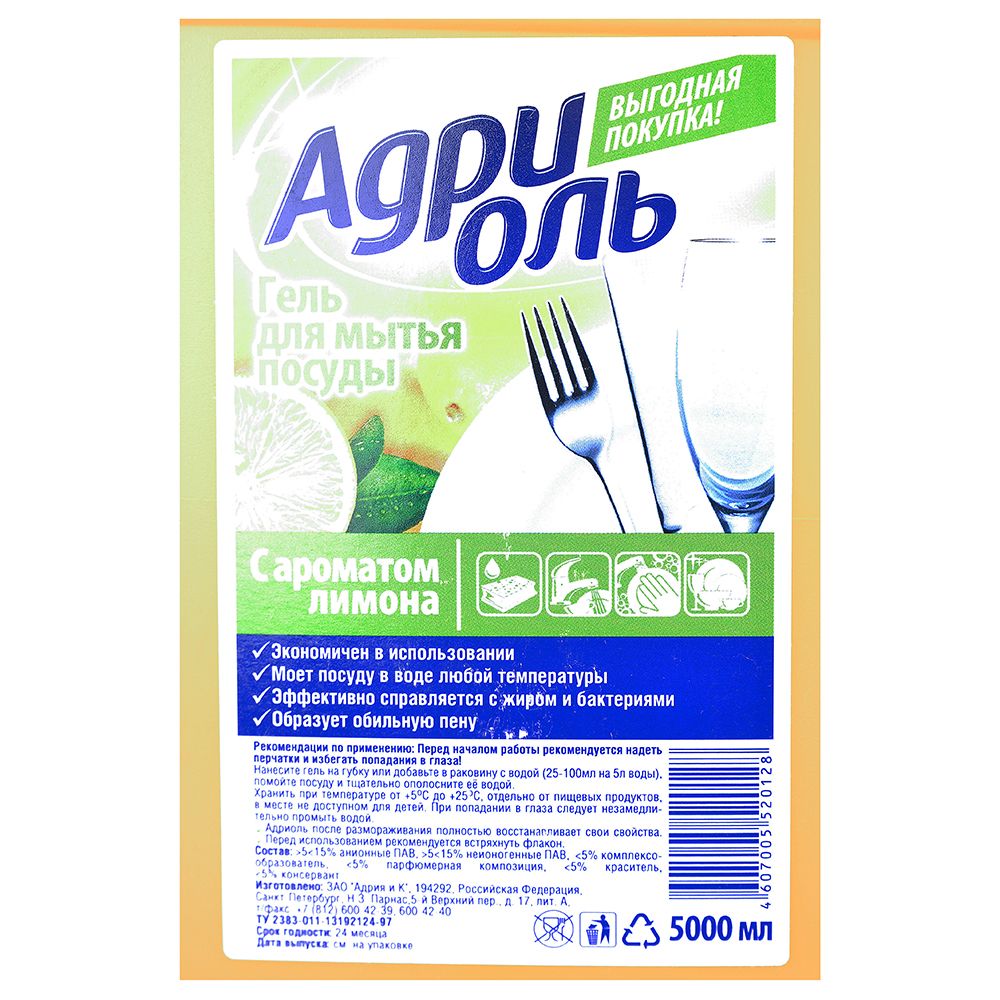 Адри
оль
ВЫГОДНАЯ
ПОКУПКА!
Гель
для мытья
посуды
С ароматом
лимона
✓Экономичен в использовании
✓Моет посуду в воде любой температуры
✓Эффективно справляется с жиром и бактериями
✓Образует обильную пену
Рекомендации по применению: Перед началом работы рекомендуется надеть
перчатки и избегать попадания в глаза!
Нанесите гель на губку или добавьте в раковину с водой (25-100мл на 5л воды),
помойте посуду и тщательно ополосните её водой.
Хранить при температуре от +5°С до +25°С, отдельно от пищевых продуктов,
в месте не доступном для детей. При попадании в глаза следует незамедли-
тельно промыть водой.
Адриоль после размораживания полностью восстанавливает свои свойства.
Перед использованием рекомендуется встряхнуть флакон.
Состав: >5<15% анионные ПАВ, >5<15% неионогенные ПАВ, <5% комплексо-
образователь, <5% парфюмерная композиция, <5% краситель,
<5% консервант
Изготовлено: ЗАО "Адрия и К", 194292, Российская Федерация,
Санкт Петербург, Н.З. Парнас,5-й Верхний пер., д. 17, лит. А,
т/факс +7 (812) 600 42 39, 600 42 40
ТУ 2383-011-13192124-97
Срок годности: 24 месяца
Дата выпуска: см. на упаковке
4 607005 520128
5000 мл